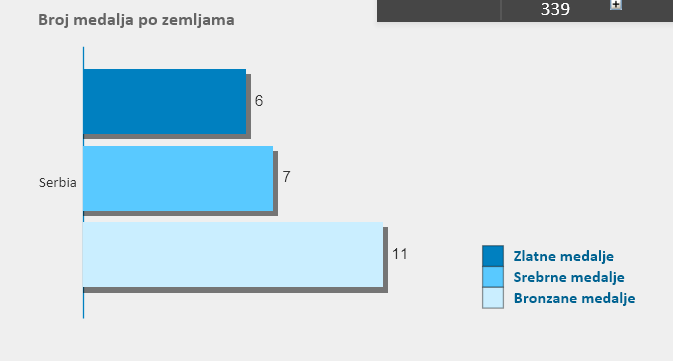 Broj medalja po zemljama
339
6
Serbia
7
11
Zlatne medalje
Srebrne medalje
Bronzane medalje